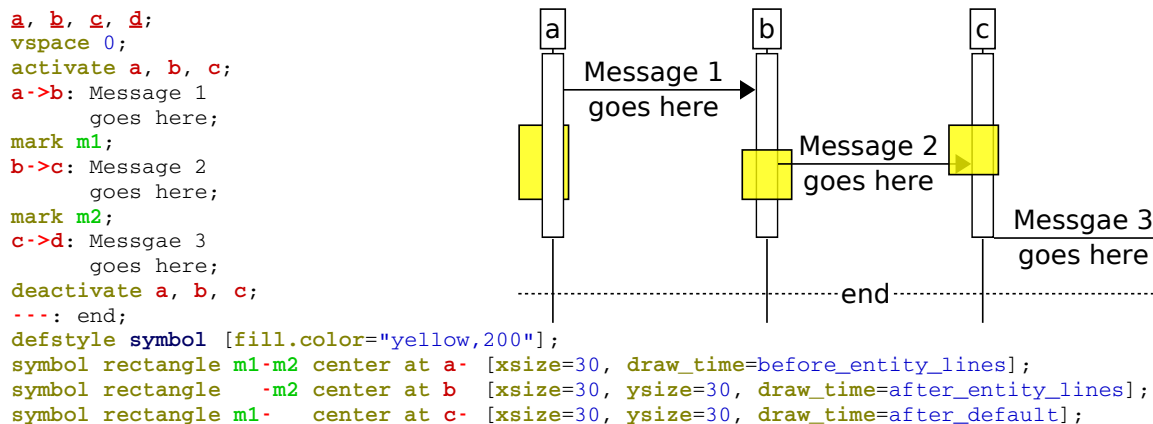 a, b, c, d;
vspace 0;
activate a, b, c;
a->b: Message 1
      goes here;
mark m1;
b->c: Message 2
      goes here;
mark m2;
c->d: Messgae 3
      goes here;
deactivate a, b, c;
---: end;
defstyle symbol [fill.color="yellow,200"];
symbol rectangle m1-m2 center at a- [xsize=30, draw_time=before_entity_lines];
symbol rectangle   -m2 center at b  [xsize=30, ysize=30, draw_time=after_entity_lines];
symbol rectangle m1-   center at c- [xsize=30, ysize=30, draw_time=after_default];
a b c
Message 1
goes here
Message 2
goes here
Messgae 3
goes here
end